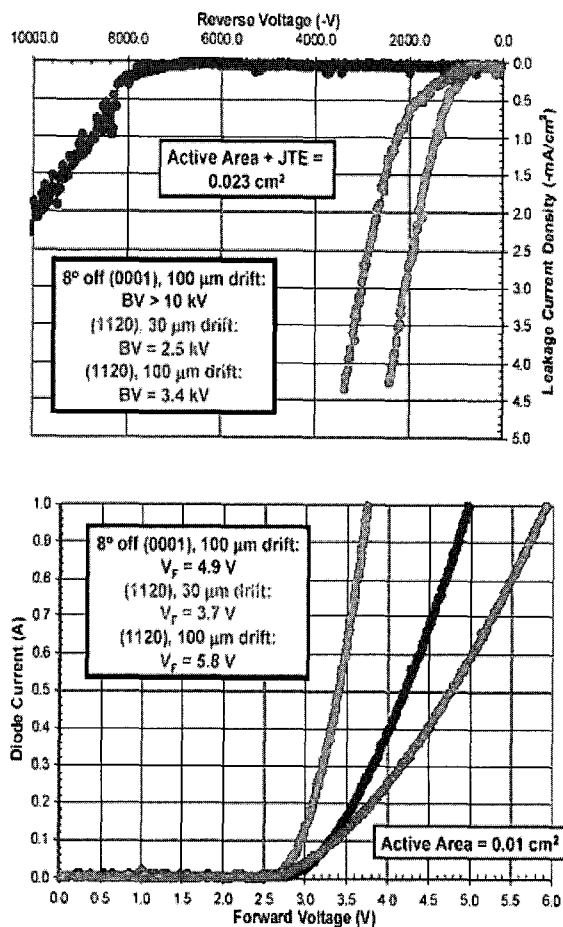 Reverse Voltage (-V)
10000.0 8000.0 6000.0 4000.0 2000.0 0.0
0.0
0.5
1.0
1.5
2.0
2.5
3.0
3.5
4.0
4.5
5.0
Leakage Current Density (-mA/cm²)
Active Area + JTE =
0.023 cm²
8º off (0001), 100 µm drift:
BV > 10 kV
(1120), 30 µm drift:
BV = 2.5 kV
(1120), 100 µm drift:
BV = 3.4 kV
1.0
0.9
0.8
0.7
0.6
0.5
0.4
0.3
0.2
0.1
0.0
Diode Current (A)
8º off (0001), 100 µm drift:
V_F = 4.9 V
(1120), 30 µm drift:
V_F = 3.7 V
(1120), 100 µm drift:
V_F = 5.8 V
Active Area = 0.01 cm²
0.0 0.5 1.0 1.5 2.0 2.5 3.0 3.5 4.0 4.5 5.0 5.5 6.0
Forward Voltage (V)